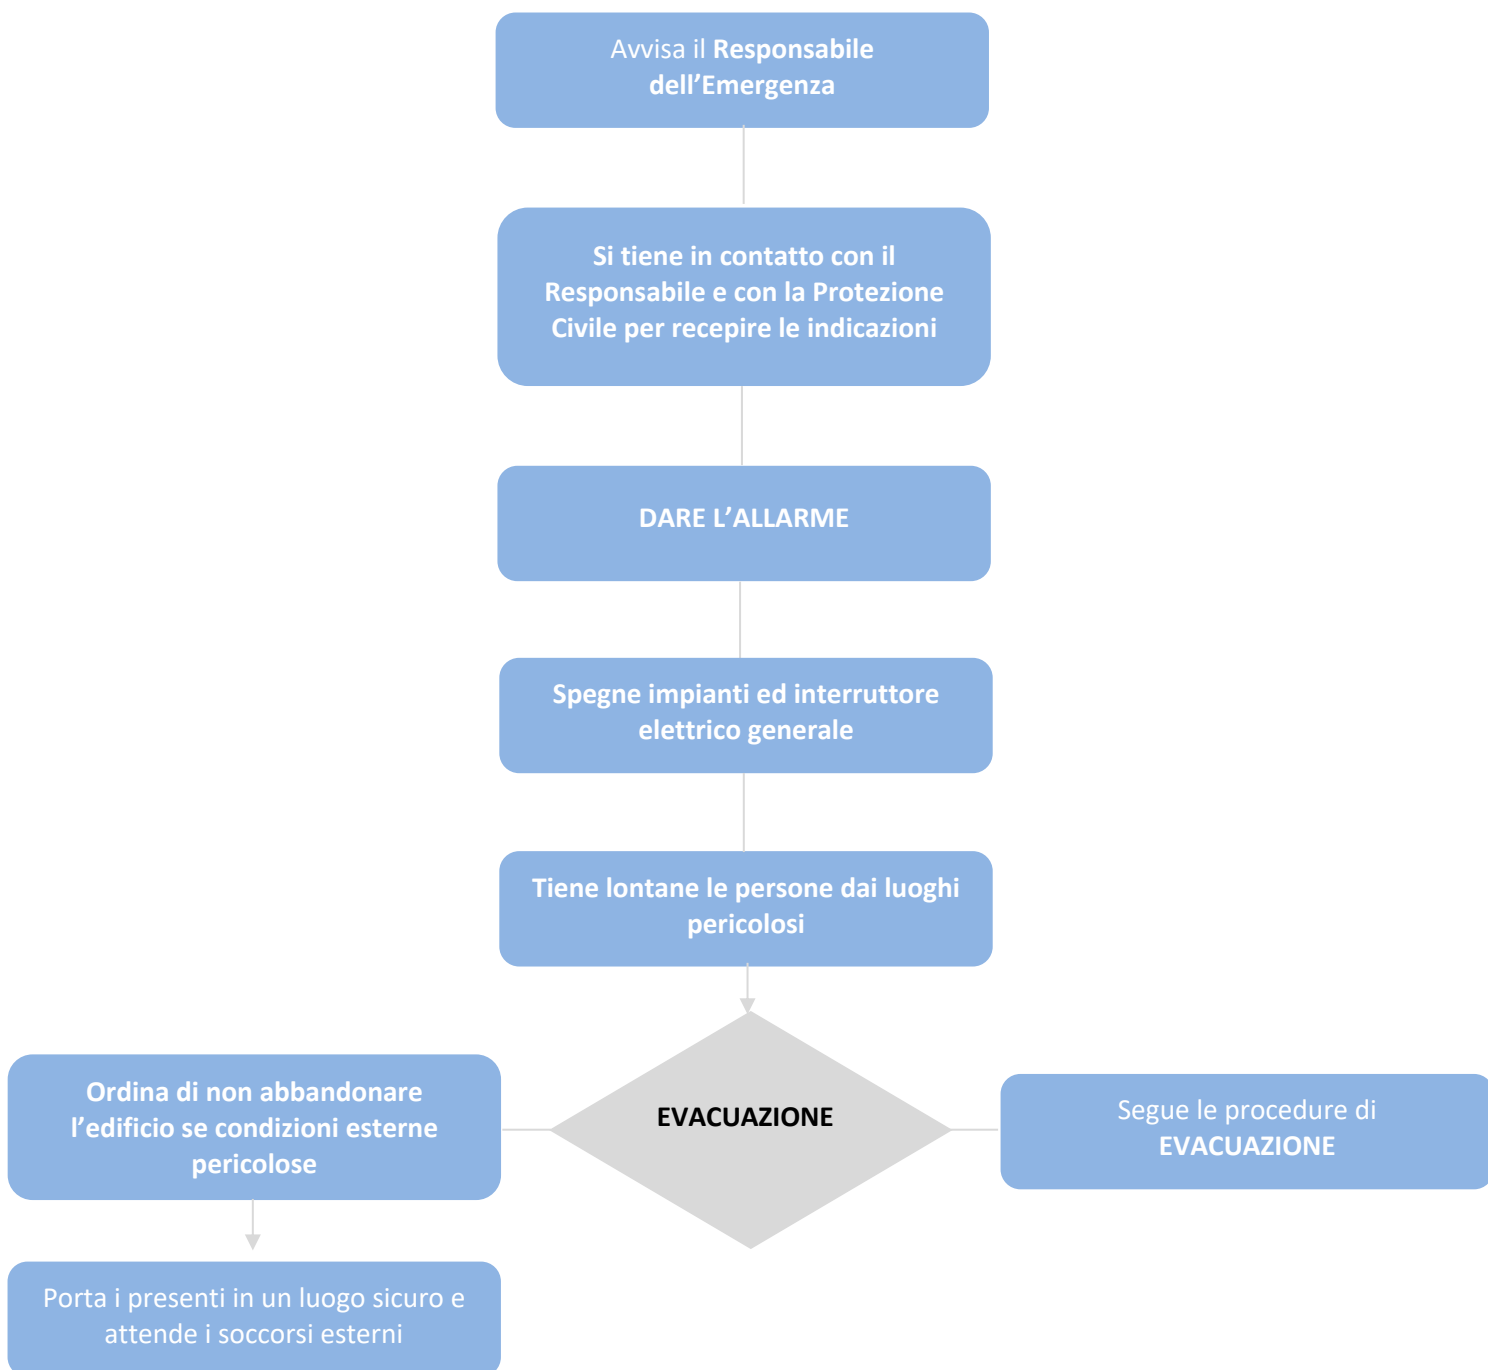 Avvisa il Responsabile
dell’Emergenza
Si tiene in contatto con il
Responsabile e con la Protezione
Civile per recepire le indicazioni
DARE L’ALLARME
Spegne impianti ed interruttore
elettrico generale
Tiene lontane le persone dai luoghi
pericolosi
EVACUAZIONE
Ordina di non abbandonare
l’edificio se condizioni esterne
pericolose
Segue le procedure di
EVACUAZIONE
Porta i presenti in un luogo sicuro e
attende i soccorsi esterni